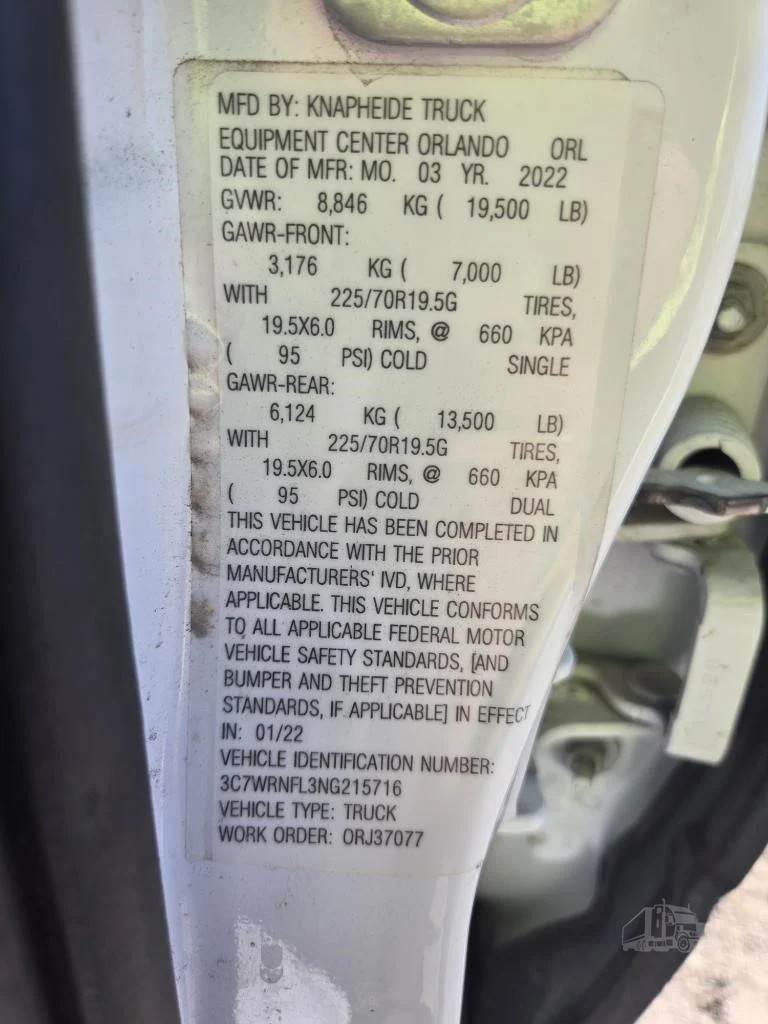 MFD BY: KNAPHEIDE TRUCK
EQUIPMENT CENTER ORLANDO ORL
DATE OF MFR: MO. 03 YR. 2022
GVWR: 8,846 KG ( 19,500 LB)
GAWR-FRONT:
3,176 KG ( 7,000 LB)
WITH 225/70R19.5G TIRES,
19.5X6.0 RIMS, @ 660 KPA
( 95 PSI) COLD SINGLE
GAWR-REAR:
6,124 KG ( 13,500 LB)
WITH 225/70R19.5G TIRES,
19.5X6.0 RIMS, @ 660 KPA
( 95 PSI) COLD DUAL
THIS VEHICLE HAS BEEN COMPLETED IN
ACCORDANCE WITH THE PRIOR
MANUFACTURERS' IVD, WHERE
APPLICABLE. THIS VEHICLE CONFORMS
TO ALL APPLICABLE FEDERAL MOTOR
VEHICLE SAFETY STANDARDS, [AND
BUMPER AND THEFT PREVENTION
STANDARDS, IF APPLICABLE] IN EFFECT
IN: 01/22
VEHICLE IDENTIFICATION NUMBER:
3C7WRNFL3NG215716
VEHICLE TYPE: TRUCK
WORK ORDER: ORJ37077